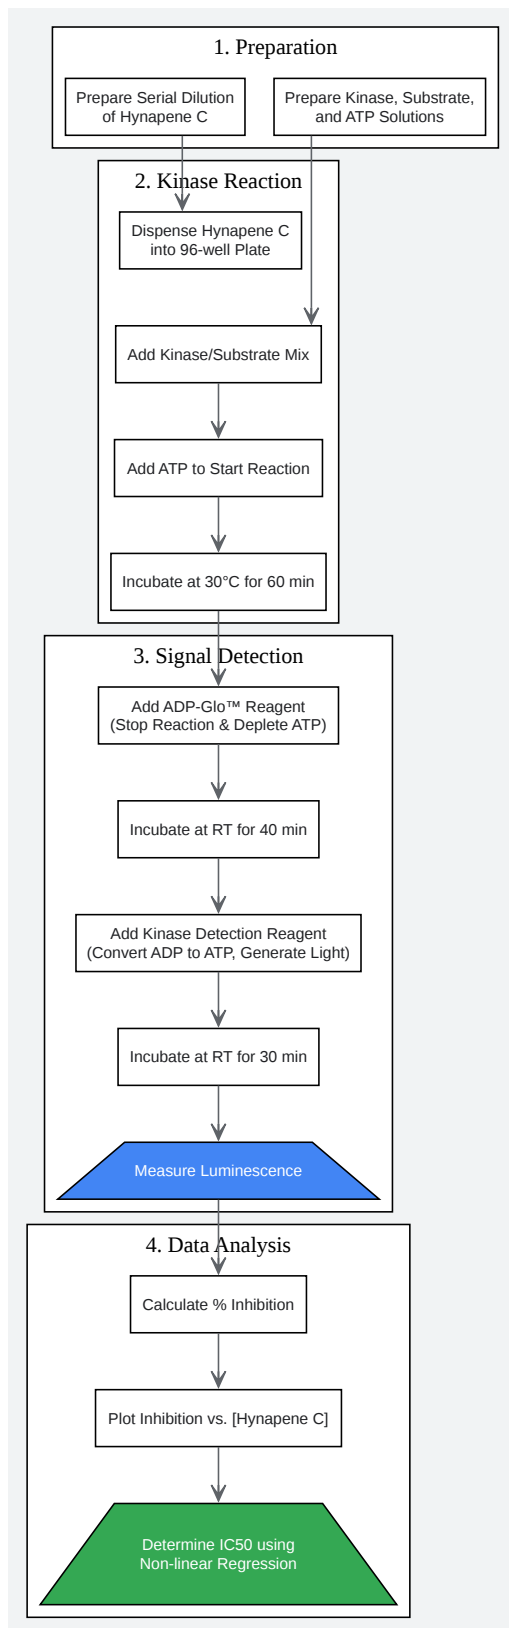 1. Preparation
Prepare Serial Dilution
of Hynapene C
Prepare Kinase, Substrate,
and ATP Solutions
2. Kinase Reaction
Dispense Hynapene C
into 96-well Plate
Add Kinase/Substrate Mix
Add ATP to Start Reaction
Incubate at 30°C for 60 min
3. Signal Detection
Add ADP-Glo™ Reagent
(Stop Reaction & Deplete ATP)
Incubate at RT for 40 min
Add Kinase Detection Reagent
(Convert ADP to ATP, Generate Light)
Incubate at RT for 30 min
Measure Luminescence
4. Data Analysis
Calculate % Inhibition
Plot Inhibition vs. [Hynapene C]
Determine IC50 using
Non-linear Regression